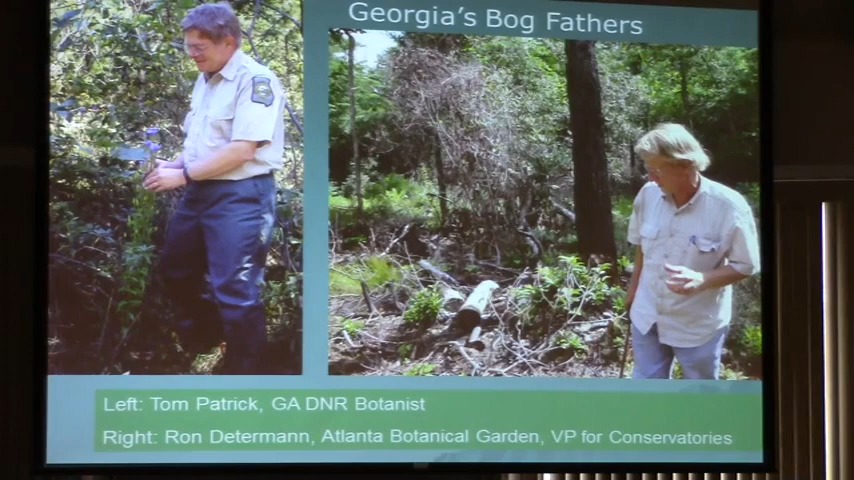 Georgia's Bog Fathers
Left: Tom Patrick, GA DNR Botanist
Right: Ron Determann, Atlanta Botanical Garden, VP for Conservatories